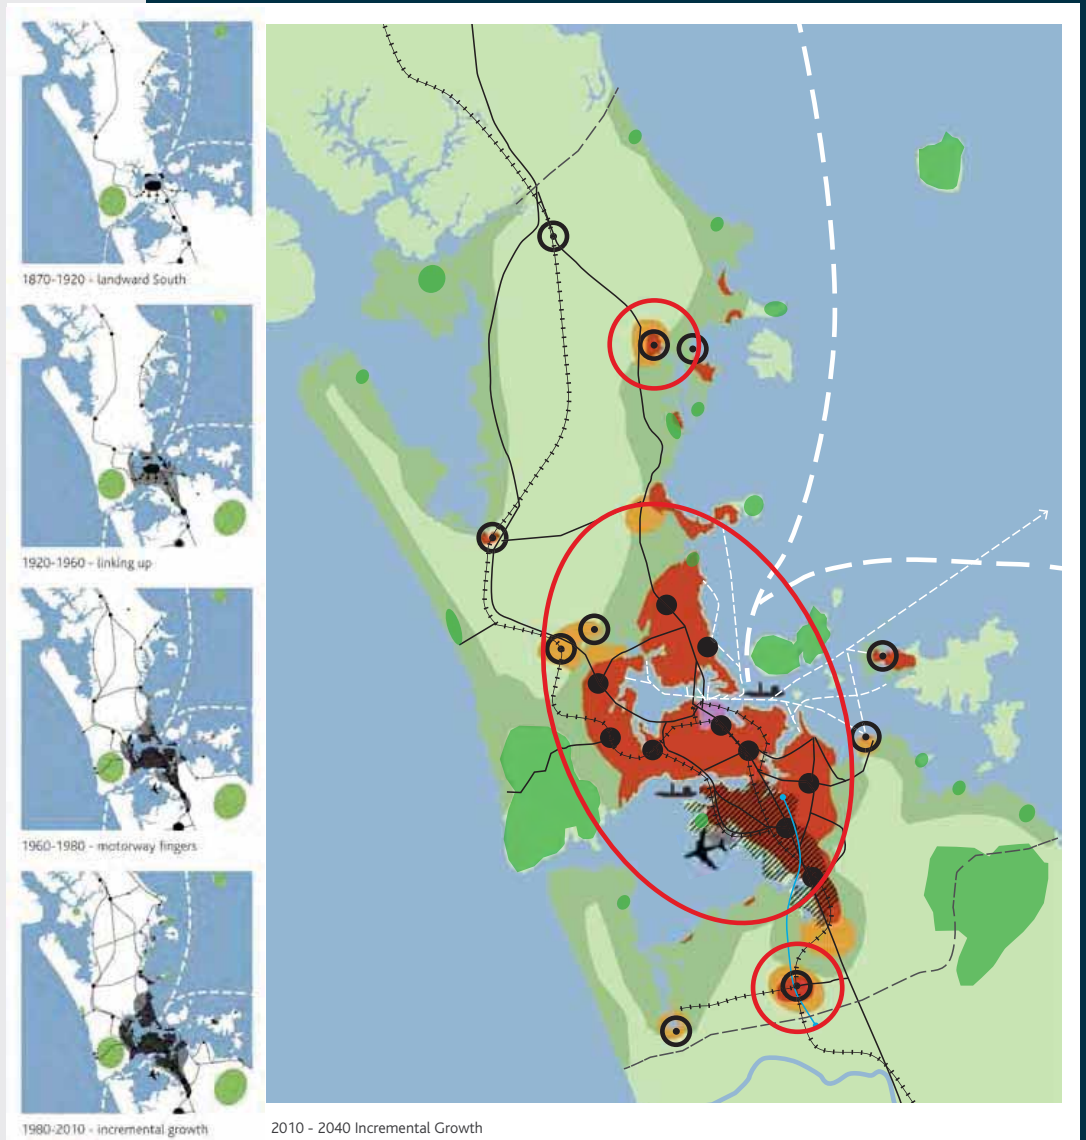 1870-1920 - landward South
1920-1960 - linking up
1960-1980 - motorway fingers
1980-2010 - incremental growth
2010 - 2040 Incremental Growth